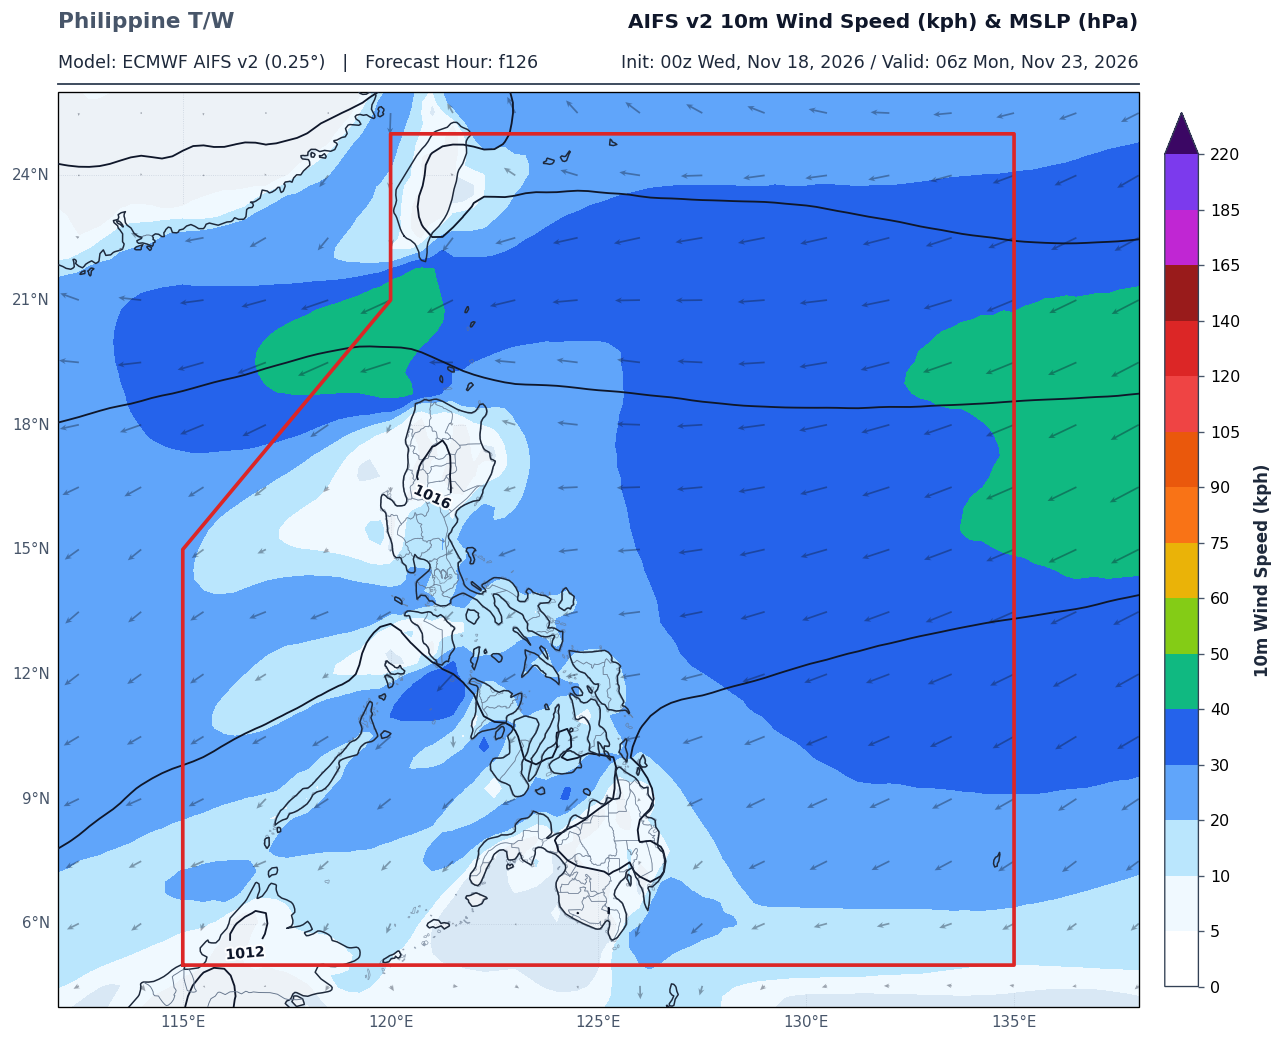 Philippine T/W
AIFS v2 10m Wind Speed (kph) & MSLP (hPa)
Model: ECMWF AIFS v2 (0.25°) | Forecast Hour: f126
Init: 00z Wed, Nov 18, 2026 / Valid: 06z Mon, Nov 23, 2026
24°N
21°N
18°N
15°N
12°N
9°N
6°N
1016
1012
115°E
120°E
125°E
130°E
135°E
220
185
165
140
120
105
90
75
60
50
40
30
20
10
5
0
10m Wind Speed (kph)